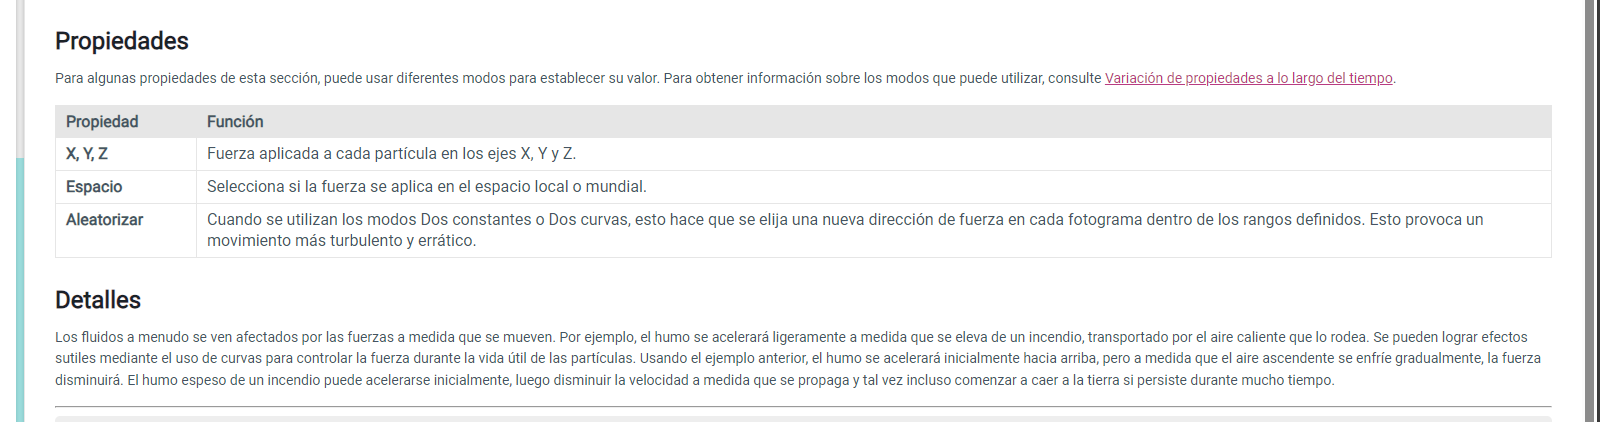 Propiedades
Para algunas propiedades de esta sección, puede usar diferentes modos para establecer su valor. Para obtener información sobre los modos que puede utilizar, consulte Variación de propiedades a lo largo del tiempo.
Propiedad Función
X, Y, Z Fuerza aplicada a cada partícula en los ejes X, Y y Z.
Espacio Selecciona si la fuerza se aplica en el espacio local o mundial.
Aleatorizar Cuando se utilizan los modos Dos constantes o Dos curvas, esto hace que se elija una nueva dirección de fuerza en cada fotograma dentro de los rangos definidos. Esto provoca un
movimiento más turbulento y errático.
Detalles
Los fluidos a menudo se ven afectados por las fuerzas a medida que se mueven. Por ejemplo, el humo se acelerará ligeramente a medida que se eleva de un incendio, transportado por el aire caliente que lo rodea. Se pueden lograr efectos
sutiles mediante el uso de curvas para controlar la fuerza durante la vida útil de las partículas. Usando el ejemplo anterior, el humo se acelerará inicialmente hacia arriba, pero a medida que el aire ascendente se enfríe gradualmente, la fuerza
disminuirá. El humo espeso de un incendio puede acelerarse inicialmente, luego disminuir la velocidad a medida que se propaga y tal vez incluso comenzar a caer a la tierra si persiste durante mucho tiempo.